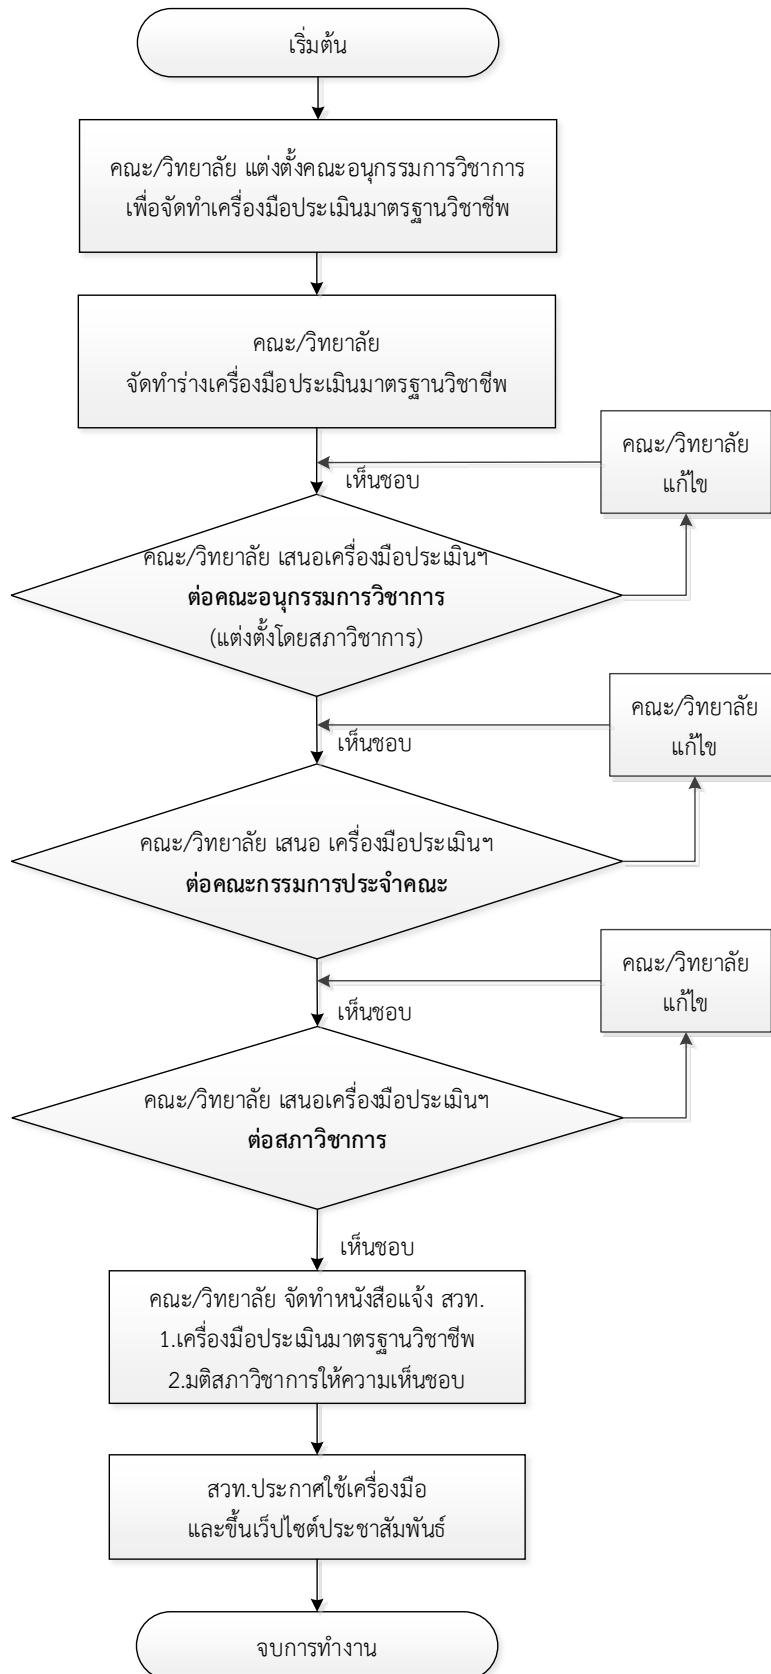 เริ่มต้น
คณะ/วิทยาลัย แต่งตั้งคณะอนุกรรมการวิชาการ
เพื่อจัดทำเครื่องมือประเมินมาตรฐานวิชาชีพ
คณะ/วิทยาลัย
จัดทำร่างเครื่องมือประเมินมาตรฐานวิชาชีพ
คณะ/วิทยาลัย
แก้ไข
เห็นชอบ
คณะ/วิทยาลัย เสนอเครื่องมือประเมินฯ
ต่อคณะอนุกรรมการวิชาการ
(แต่งตั้งโดยสภาวิชาการ)
คณะ/วิทยาลัย
แก้ไข
เห็นชอบ
คณะ/วิทยาลัย เสนอ เครื่องมือประเมินฯ
ต่อคณะกรรมการประจำคณะ
คณะ/วิทยาลัย
แก้ไข
เห็นชอบ
คณะ/วิทยาลัย เสนอเครื่องมือประเมินฯ
ต่อสภาวิชาการ
เห็นชอบ
คณะ/วิทยาลัย จัดทำหนังสือแจ้ง สวท.
1.เครื่องมือประเมินมาตรฐานวิชาชีพ
2.มติสภาวิชาการให้ความเห็นชอบ
สวท.ประกาศใช้เครื่องมือ
และขึ้นเว็ปไซต์ประชาสัมพันธ์
จบการทำงาน